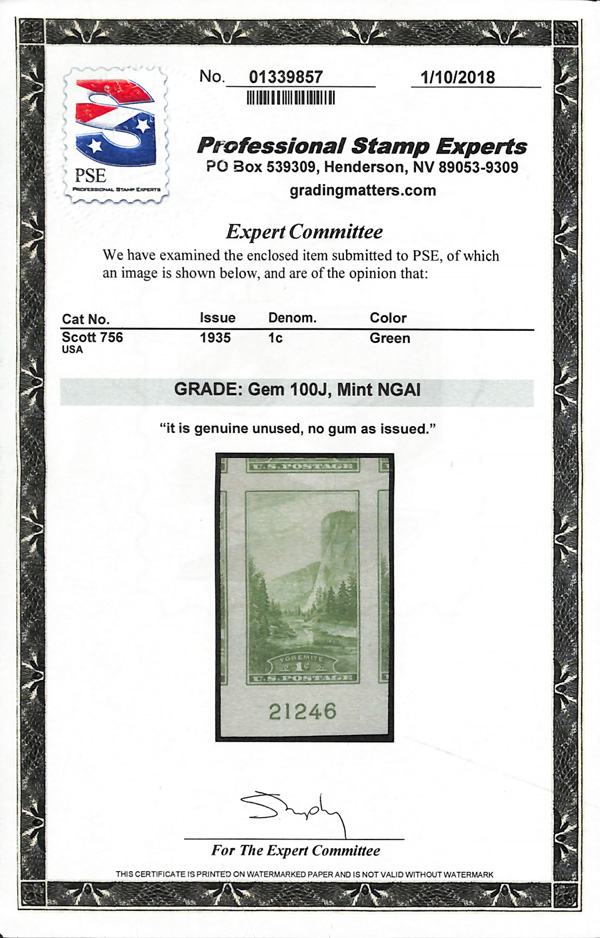 No. 01339857 1/10/2018
PSE
PROFESSIONAL STAMP EXPERTS
Professional Stamp Experts
PO Box 539309, Henderson, NV 89053-9309
gradingmatters.com
Expert Committee
We have examined the enclosed item submitted to PSE, of which
an image is shown below, and are of the opinion that:
Cat No. Issue Denom. Color
Scott 756 1935 1c Green
USA
GRADE: Gem 100J, Mint NGAI
“it is genuine unused, no gum as issued.”
U.S. POSTAGE
YOSEMITE
1c
U.S. POSTAGE
21246
For The Expert Committee
THIS CERTIFICATE IS PRINTED ON WATERMARKED PAPER AND IS NOT VALID WITHOUT WATERMARK